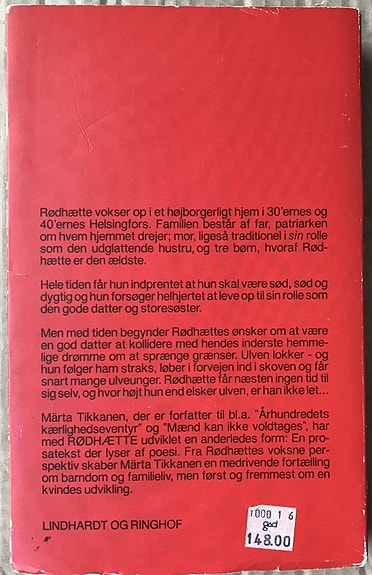 Rødhætte vokser op i et højborgerligt hjem i 30'ernes og
40'ernes Helsingfors. Familien består af far, patriarken
om hvem hjemmet drejer; mor, ligeså traditionel i sin rolle
som den udglattende hustru, og tre børn, hvoraf Rød-
hætte er den ældste.
Hele tiden får hun indprentet at hun skal være sød, sød og
dygtig og hun forsøger helhjertet at leve op til sin rolle som
den gode datter og storesøster.
Men med tiden begynder Rødhættes ønsker om at være
en god datter at kollidere med hendes inderste hemme-
lige drømme om at sprænge grænser. Ulven lokker - og
hun følger ham straks, løber i forvejen ind i skoven og får
snart mange ulveunger. Rødhætte får næsten ingen tid til
sig selv, og hvor højt hun end elsker ulven, er han ikke let...
Märta Tikkanen, der er forfatter til bl.a. "Århundredets
kærlighedseventyr" og "Mænd kan ikke voldtages", har
med RØDHÆTTE udviklet en anderledes form: En pro-
satekst der lyser af poesi. Fra Rødhættes voksne per-
spektiv skaber Märta Tikkanen en medrivende fortælling
om barndom og familieliv, men først og fremmest om en
kvindes udvikling.
LINDHARDT OG RINGHOF
1000 1 6
god
148.00